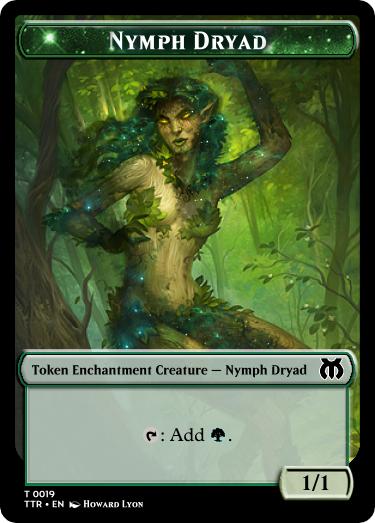 NYMPH DRYAD
Token Enchantment Creature — Nymph Dryad
: Add .
1/1
T 0019
TTR • EN Howard Lyon